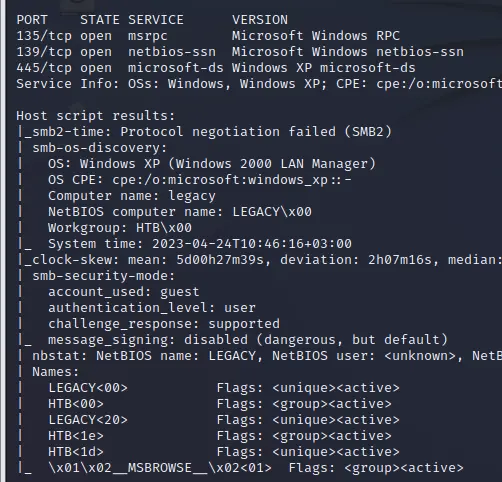 PORT    STATE SERVICE      VERSION
135/tcp open  msrpc        Microsoft Windows RPC
139/tcp open  netbios-ssn  Microsoft Windows netbios-ssn
445/tcp open  microsoft-ds Windows XP microsoft-ds
Service Info: OSs: Windows, Windows XP; CPE: cpe:/o:microsoft

Host script results:
|_smb2-time: Protocol negotiation failed (SMB2)
| smb-os-discovery:
|   OS: Windows XP (Windows 2000 LAN Manager)
|   OS CPE: cpe:/o:microsoft:windows_xp::-
|   Computer name: legacy
|   NetBIOS computer name: LEGACY\x00
|   Workgroup: HTB\x00
|_  System time: 2023-04-24T10:46:16+03:00
|_clock-skew: mean: 5d00h27m39s, deviation: 2h07m16s, median:
| smb-security-mode:
|   account_used: guest
|   authentication_level: user
|   challenge_response: supported
|_  message_signing: disabled (dangerous, but default)
| nbstat: NetBIOS name: LEGACY, NetBIOS user: <unknown>, NetB
| Names:
|   LEGACY<00>           Flags: <unique><active>
|   HTB<00>              Flags: <group><active>
|   LEGACY<20>           Flags: <unique><active>
|   HTB<1e>              Flags: <group><active>
|   HTB<1d>              Flags: <unique><active>
|_  \x01\x02__MSBROWSE__\x02<01>  Flags: <group><active>